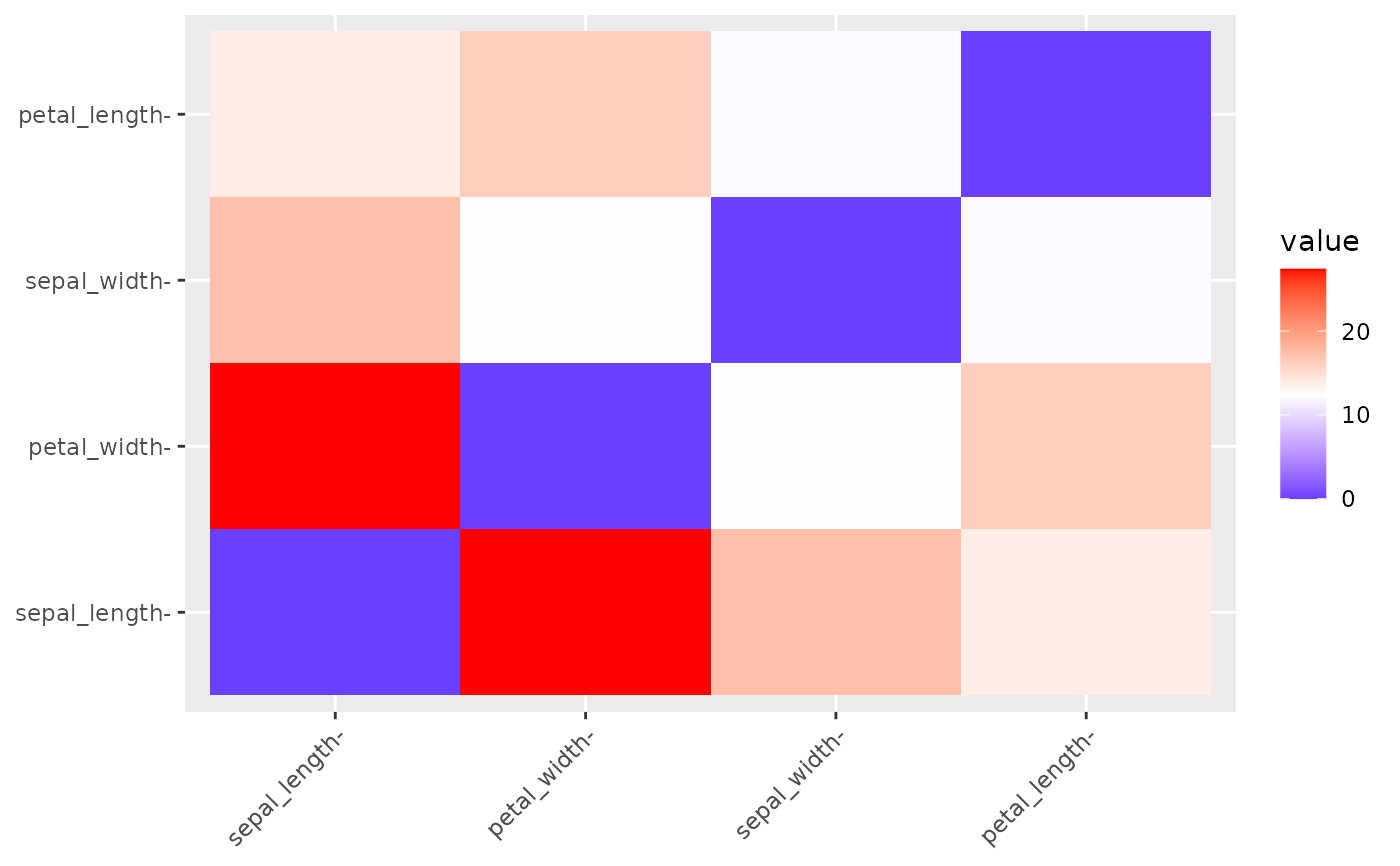 petal_length-
sepal_width-
petal_width-
sepal_length-
sepal_length-
petal_width-
sepal_width-
petal_length-
value
20
10
0